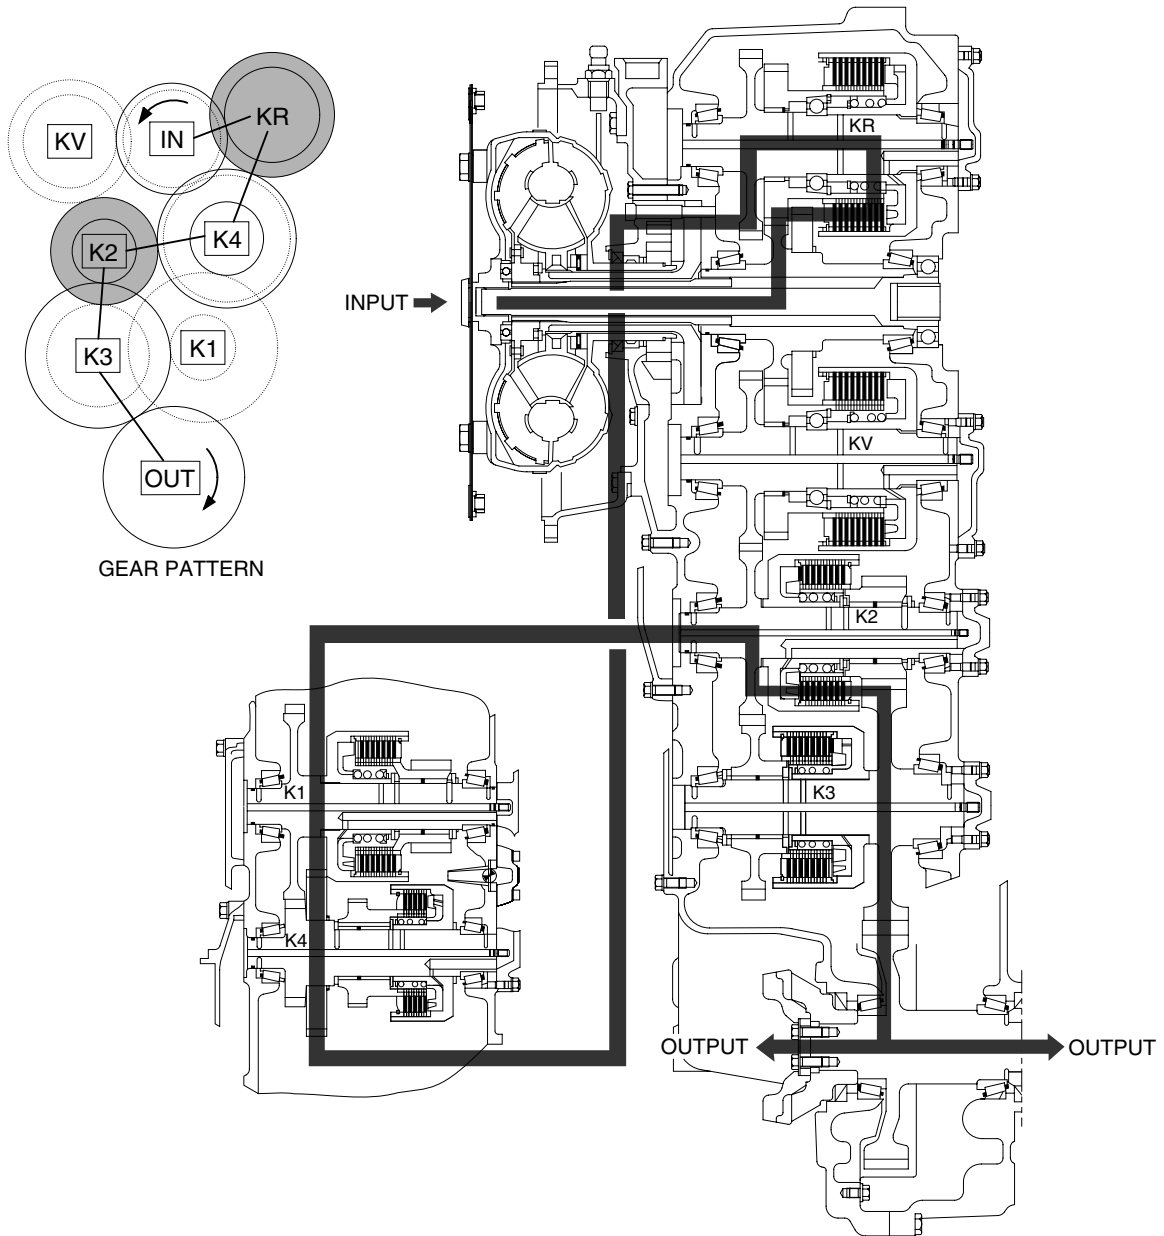 KV
IN
KR
K2
K4
K3
K1
OUT
GEAR PATTERN
INPUT
KR
KV
K2
K3
K1
K4
OUTPUT
OUTPUT